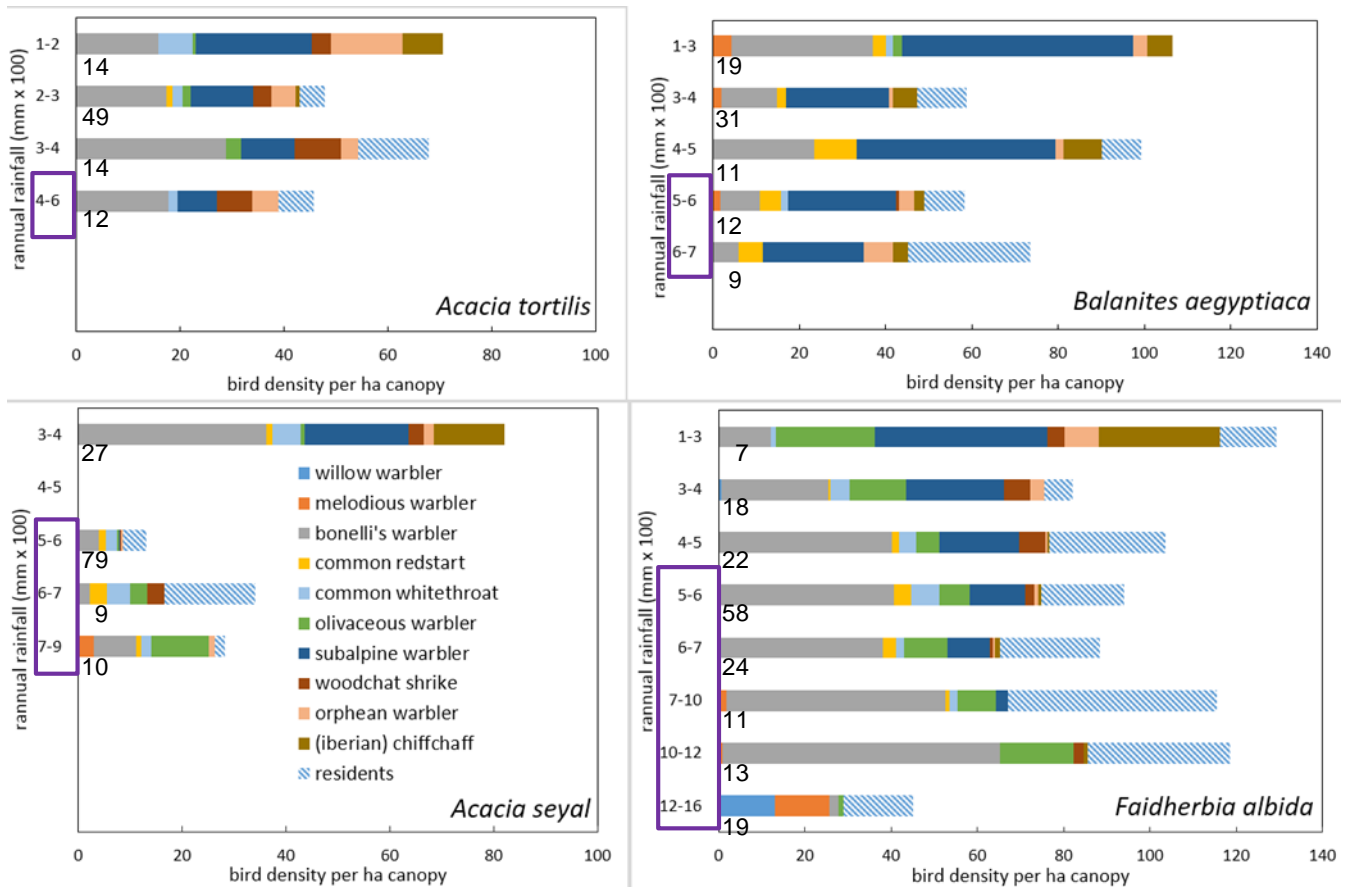 rannual rainfall (mm x 100)
1-2
14
2-3
49
3-4
14
4-6
12
Acacia tortilis
0 20 40 60 80 100
bird density per ha canopy
rannual rainfall (mm x 100)
1-3
19
3-4
31
4-5
11
5-6
12
6-7
9
Balanites aegyptiaca
0 20 40 60 80 100 120 140
bird density per ha canopy
rannual rainfall (mm x 100)
3-4
27
4-5
5-6
79
6-7
9
7-9
10
willow warbler
melodious warbler
bonelli's warbler
common redstart
common whitethroat
olivaceous warbler
subalpine warbler
woodchat shrike
orphean warbler
(iberian) chiffchaff
residents
Acacia seyal
0 20 40 60 80 100
bird density per ha canopy
rannual rainfall (mm x 100)
1-3
7
3-4
18
4-5
22
5-6
58
6-7
24
7-10
11
10-12
13
12-16
19
Faidherbia albida
0 20 40 60 80 100 120 140
bird density per ha canopy